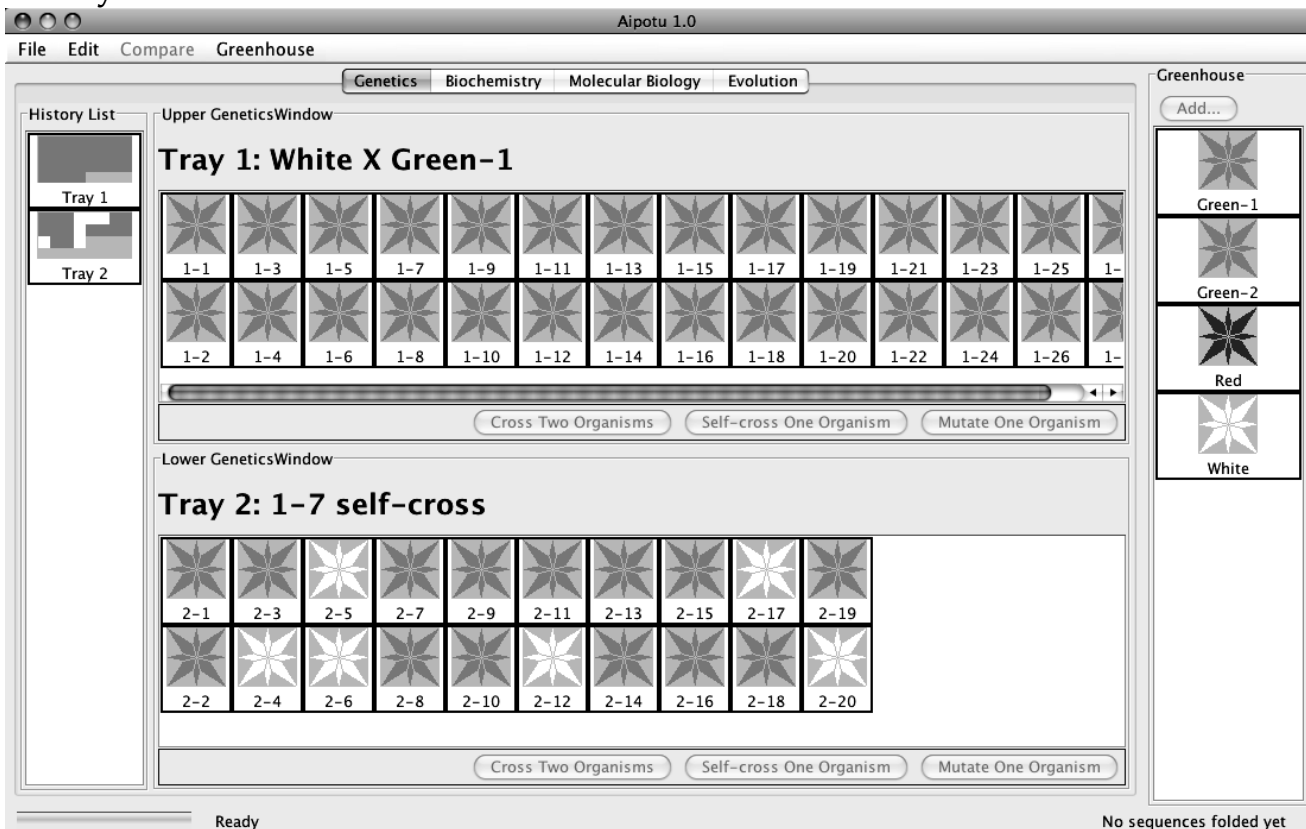 Aipotu 1.0
File Edit Compare Greenhouse
Genetics Biochemistry Molecular Biology Evolution
Greenhouse
Add...
Green-1
Green-2
Red
White
History List
Tray 1
Tray 2
Upper GeneticsWindow
Tray 1: White X Green-1
1-1 1-3 1-5 1-7 1-9 1-11 1-13 1-15 1-17 1-19 1-21 1-23 1-25 1-
1-2 1-4 1-6 1-8 1-10 1-12 1-14 1-16 1-18 1-20 1-22 1-24 1-26 1-
Cross Two Organisms Self-cross One Organism Mutate One Organism
Lower GeneticsWindow
Tray 2: 1-7 self-cross
2-1 2-3 2-5 2-7 2-9 2-11 2-13 2-15 2-17 2-19
2-2 2-4 2-6 2-8 2-10 2-12 2-14 2-16 2-18 2-20
Cross Two Organisms Self-cross One Organism Mutate One Organism
Ready
No sequences folded yet